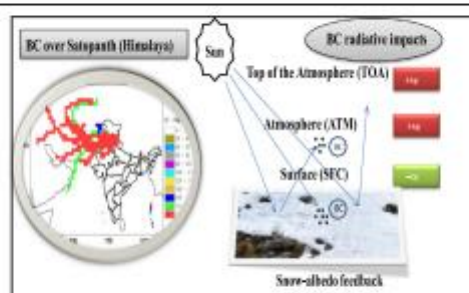 BC over Satopanth (Himalaya)
Sun
BC radiative impacts
Top of the Atmosphere (TOA)
Atmosphere (ATM)
BC
Surface (SFC)
BC
Snow-albedo feedback